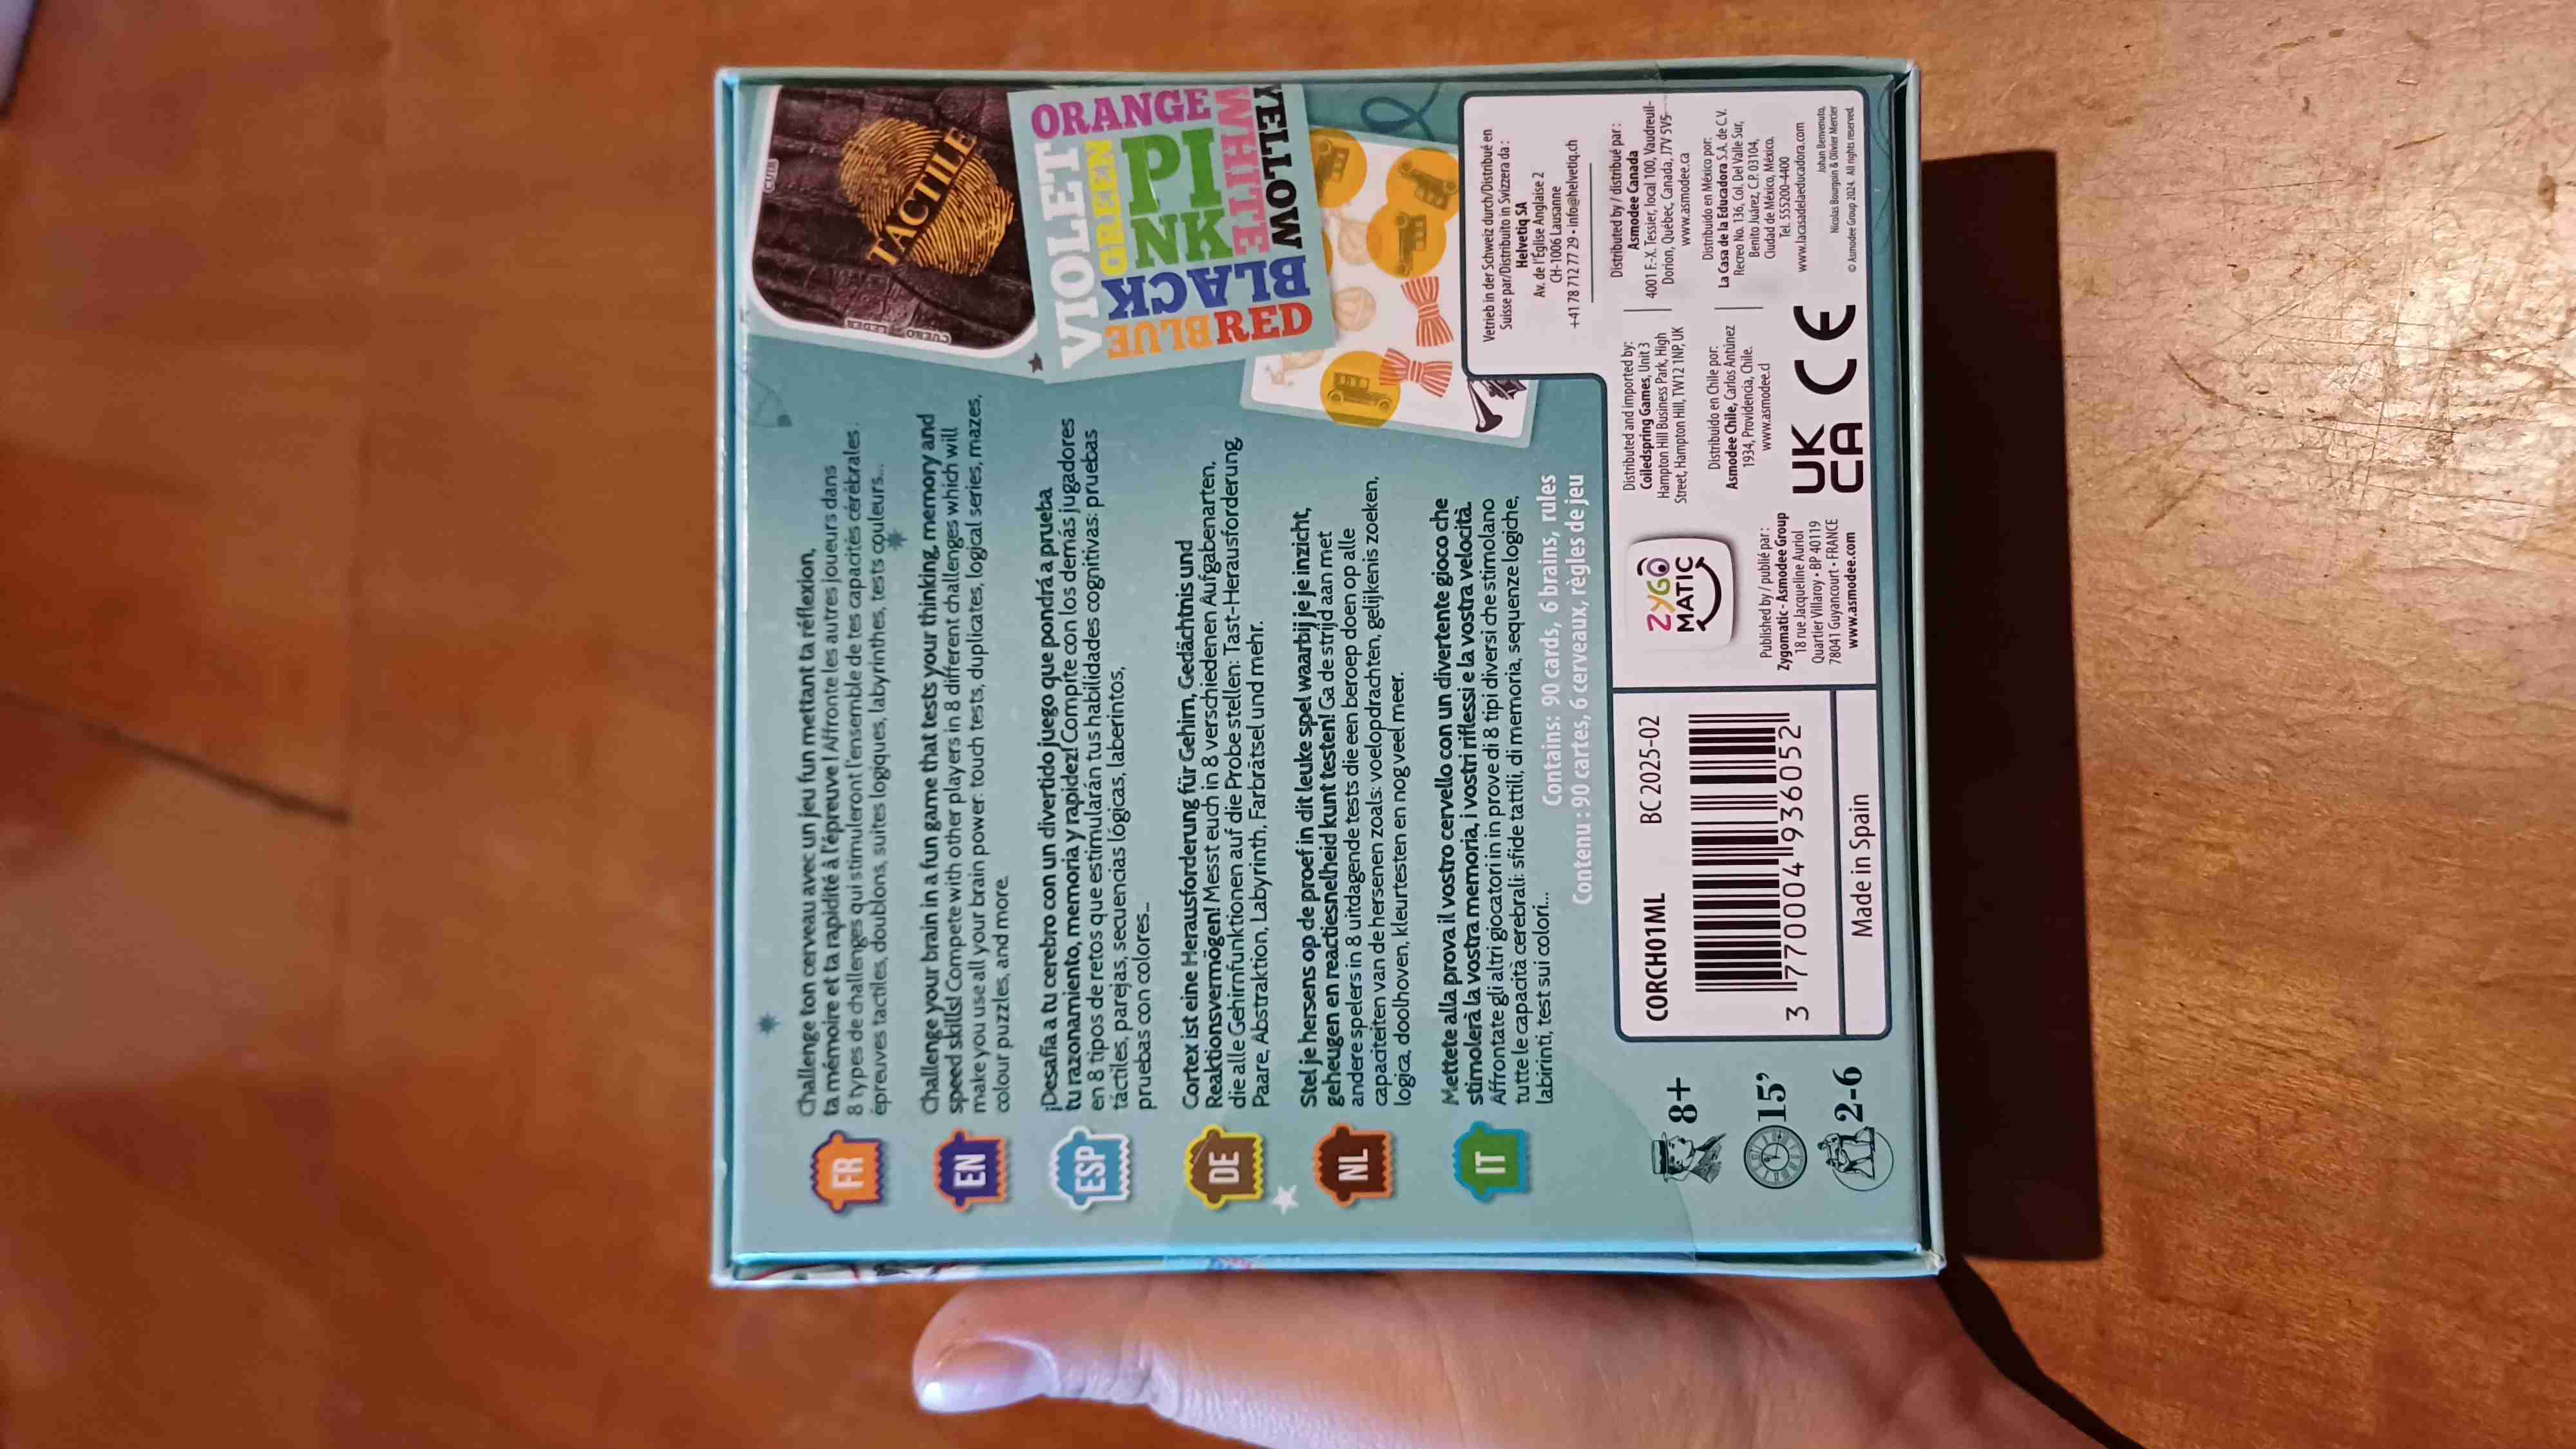 FR
Challenge ton cerveau avec un jeu fun mettant ta réflexion,
ta mémoire et ta rapidité à l'épreuve ! Affronte les autres joueurs dans
8 types de challenges qui stimuleront l'ensemble de tes capacités cérébrales :
épreuves tactiles, doublons, suites logiques, labyrinthes, tests couleurs...
EN
Challenge your brain in a fun game that tests your thinking, memory and
speed skills! Compete with other players in 8 different challenges which will
make you use all your brain power: touch tests, duplicates, logical series, mazes,
colour puzzles, and more.
ESP
¡Desafía a tu cerebro con un divertido juego que pondrá a prueba
tu razonamiento, memoria y rapidez! Compite con los demás jugadores
en 8 tipos de retos que estimularán tus habilidades cognitivas: pruebas
táctiles, parejas, secuencias lógicas, laberintos,
pruebas con colores...
DE
Cortex ist eine Herausforderung für Gehirn, Gedächtnis und
Reaktionsvermögen! Messt euch in 8 verschiedenen Aufgabenarten,
die alle Gehirnfunktionen auf die Probe stellen: Tast-Herausforderung
Paare, Abstraktion, Labyrinth, Farbrätsel und mehr.
NL
Stel je hersens op de proef in dit leuke spel waarbij je je inzicht,
geheugen en reactiesnelheid kunt testen! Ga de strijd aan met
andere spelers in 8 uitdagende tests die een beroep doen op alle
capaciteiten van de hersenen zoals: voelopdrachten, gelijkenis zoeken,
logica, doolhoven, kleurtesten en nog veel meer.
IT
Mettete alla prova il vostro cervello con un divertente gioco che
stimolerà la vostra memoria, i vostri riflessi e la vostra velocità.
Affrontate gli altri giocatori in in prove di 8 tipi diversi che stimolano
tutte le capacità cerebrali: sfide tattili, di memoria, sequenze logiche,
labirinti, test sui colori...
Contains: 90 cards, 6 brains, rules
Contenu : 90 cartes, 6 cerveaux, règles de jeu
TACTILE
CUERO
LEDER
VIOLET
ORANGE
GREEN
PINK
WHITE
YELLOW
BLACK
BLUE
RED
8+
15'
2-6
CORCH01ML
BC 2025-02
3 770004 936052
Made in Spain
ZYGO
MATIC
Published by / publié par :
Zygomatic - Asmodee Group
18 rue Jacqueline Auriol
Quartier Villaroy • BP 40119
78041 Guyancourt • FRANCE
www.asmodee.com
Distributed and imported by:
Coiledspring Games, Unit 3
Hampton Hill Business Park, High
Street, Hampton Hill, TW12 1NP, UK
Distribuido en Chile por:
Asmodee Chile, Carlos Antúnez
1934, Providencia, Chile.
www.asmodee.cl
UK
CA
CE
Vetrieb in der Schweiz durch/Distribué en
Suisse par/Distribuito in Svizzera da :
Helvetiq SA
Av. de l'Eglise Anglaise 2
CH- 1006 Lausanne
+41 78 712 77 29 • info@helvetiq.ch
Distributed by / distribué par :
Asmodee Canada
4001 F.-X. Tessier, local 100, Vaudreuil-
Dorion, Québec, Canada, J7V 5V5
www.asmodee.ca
Distribuido en México por:
La Casa de la Educadora S.A. de C.V.
Recreo No. 136, Col. Del Valle Sur,
Benito Juárez, C.P. 03104,
Ciudad de México, México.
Tel. 555200-4400
www.lacasadelaeducadora.com
Johan Benvenuto,
Nicolas Bourgoin & Olivier Mercier
© Asmodee Group 2024. All rights reserved.